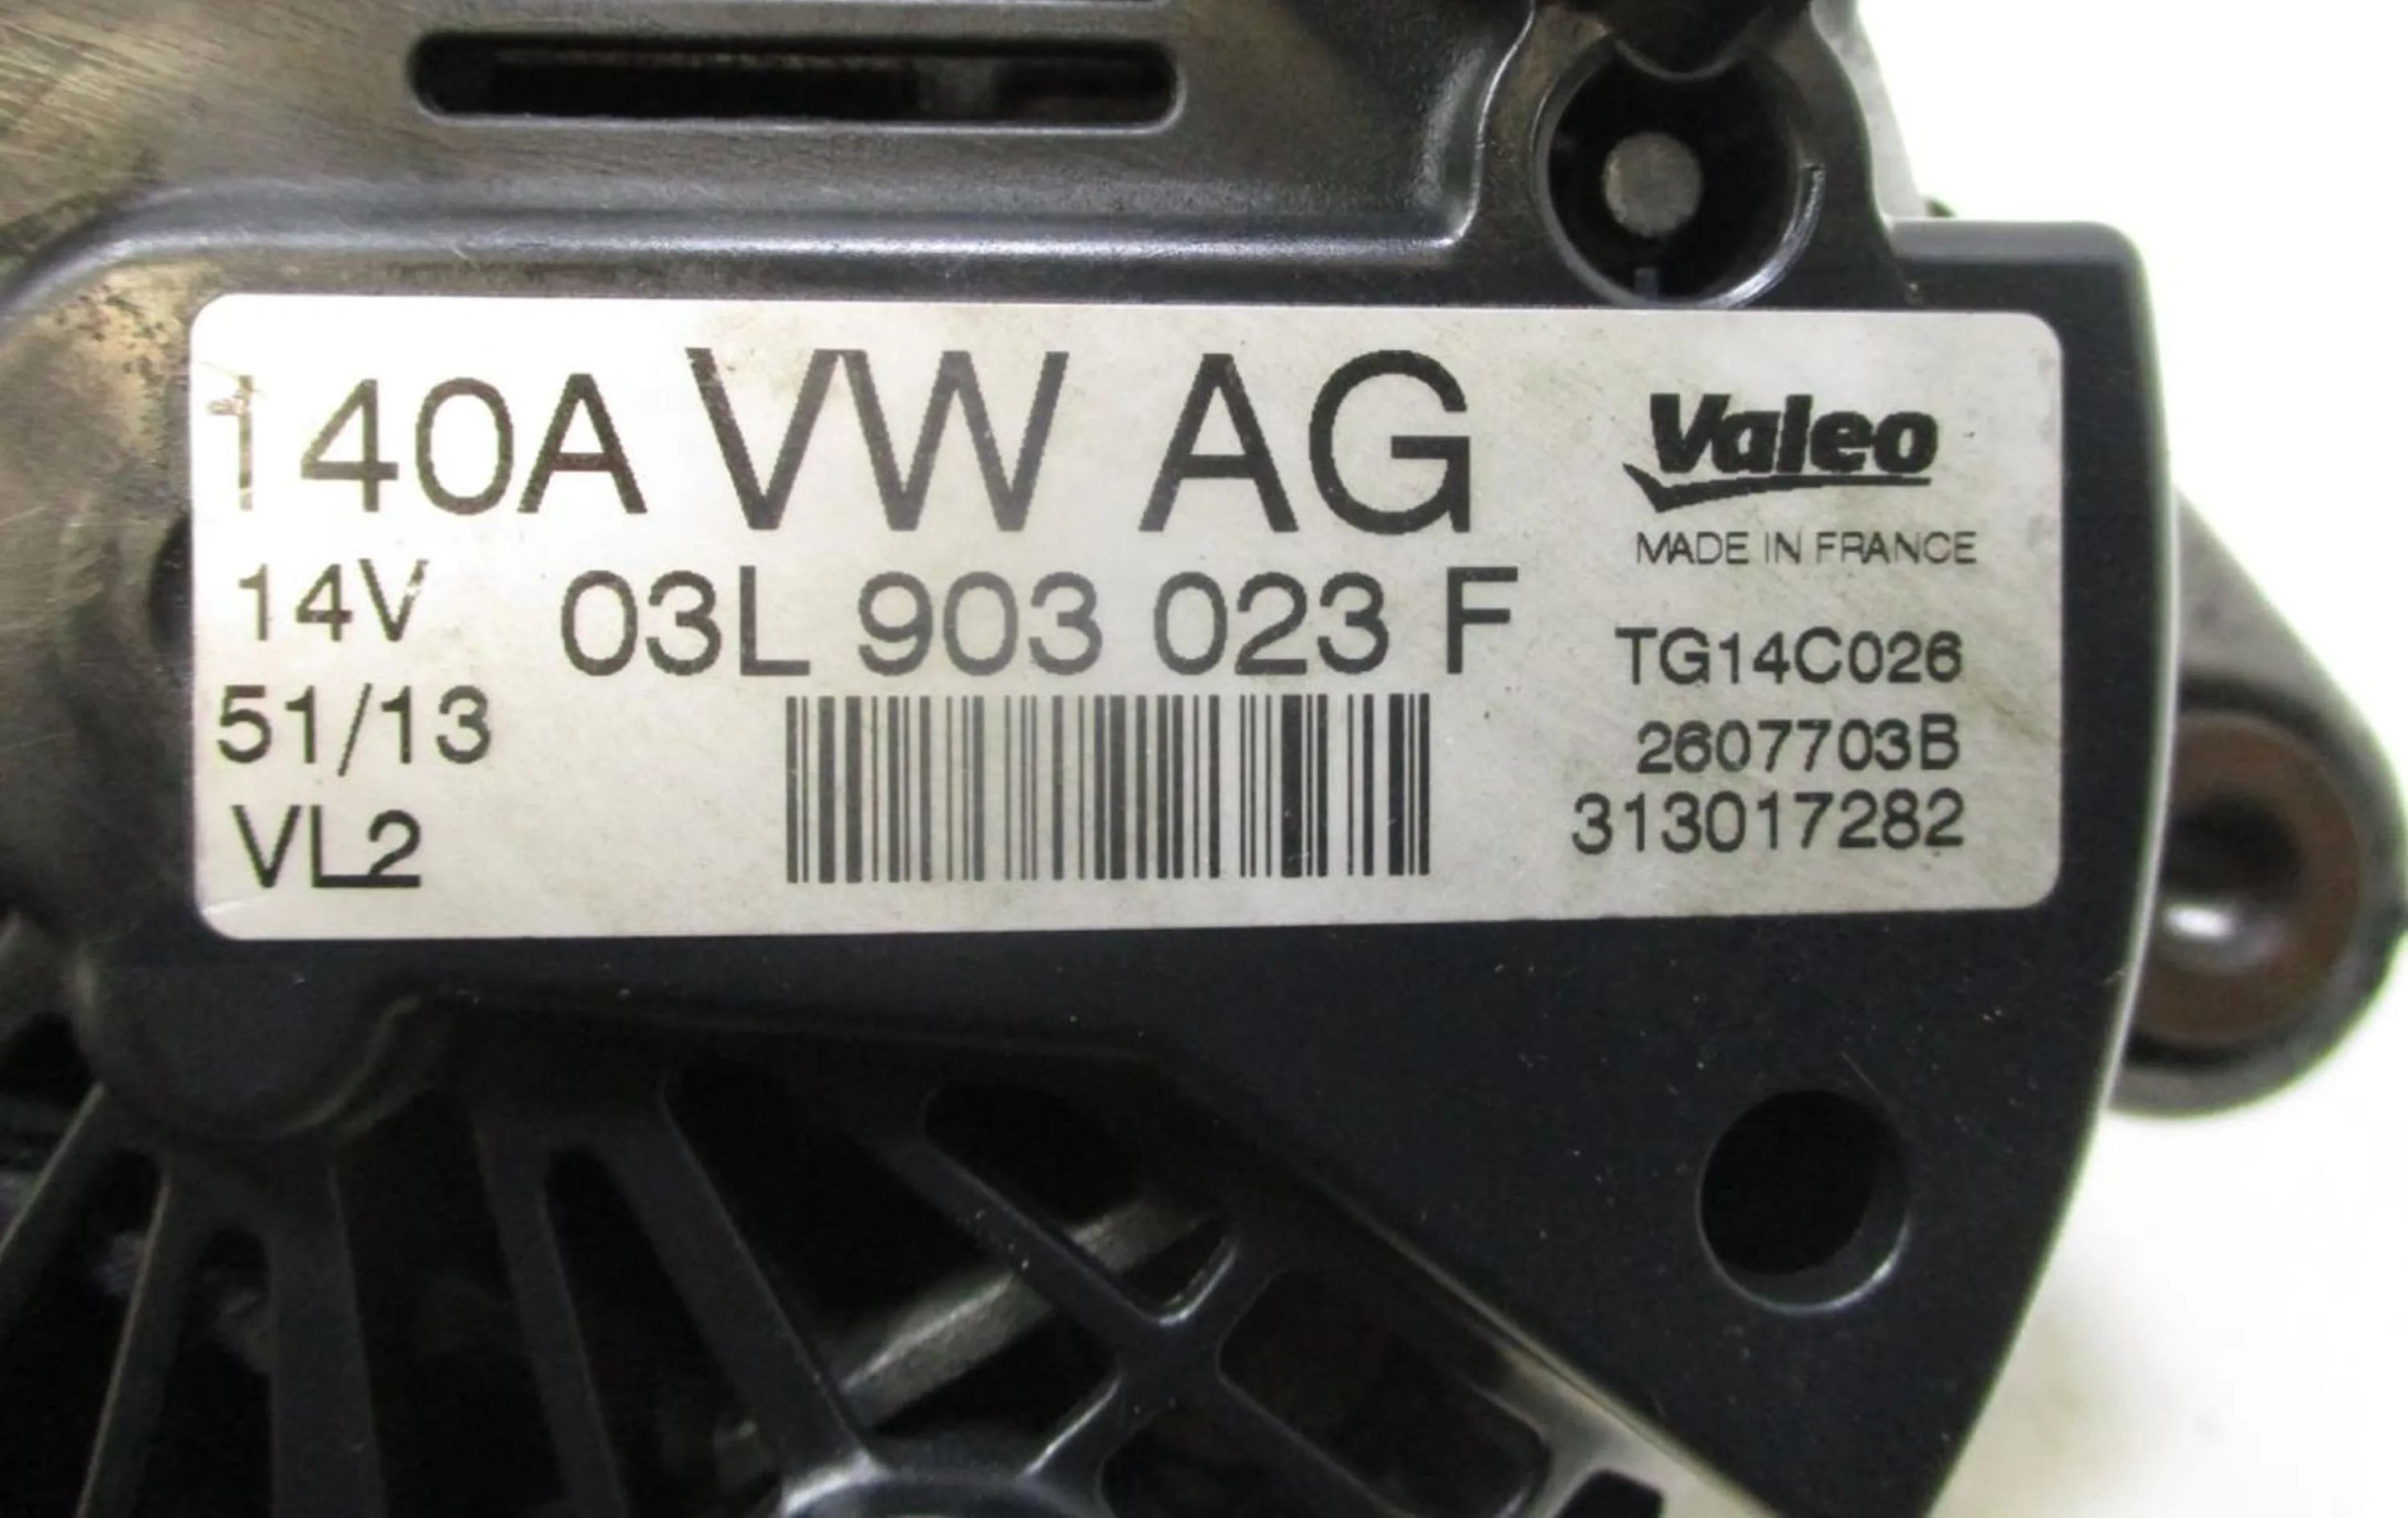 140A VW AG
14V 03L 903 023 F
51/13
VL2
Valeo
MADE IN FRANCE
TG14C026
2607703B
313017282